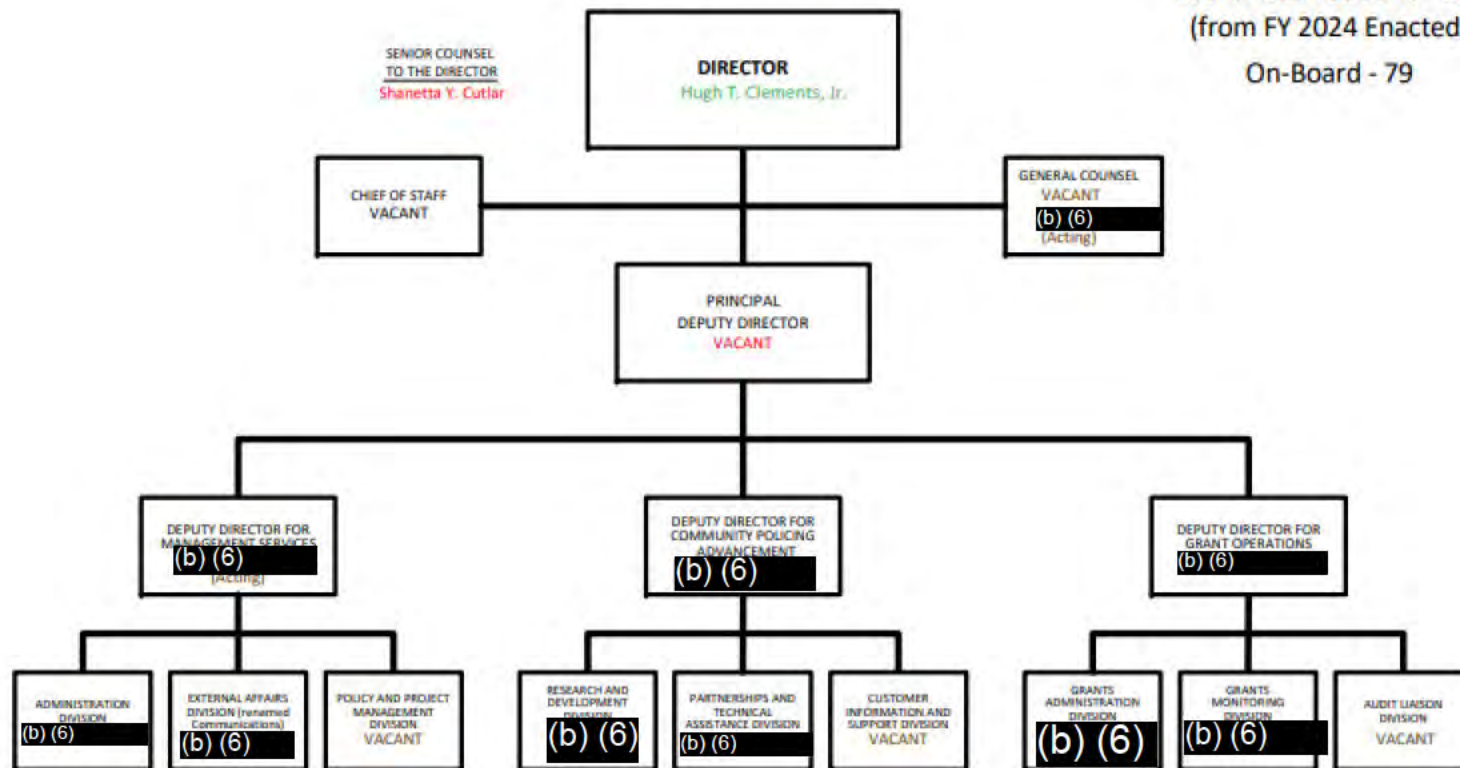 (from FY 2024 Enacted
On-Board - 79
SENIOR COUNSEL
TO THE DIRECTOR
Shanetta Y. Cutlar
DIRECTOR
Hugh T. Clements, Jr.
CHIEF OF STAFF
VACANT
GENERAL COUNSEL
VACANT
(b) (6)
(Acting)
PRINCIPAL
DEPUTY DIRECTOR
VACANT
DEPUTY DIRECTOR FOR
MANAGEMENT SERVICES
(b) (6)
(Acting)
DEPUTY DIRECTOR FOR
COMMUNITY POLICING
ADVANCEMENT
(b) (6)
DEPUTY DIRECTOR FOR
GRANT OPERATIONS
(b) (6)
ADMINISTRATION
DIVISION
(b) (6)
EXTERNAL AFFAIRS
DIVISION (renamed
Communications)
(b) (6)
POLICY AND PROJECT
MANAGEMENT
DIVISION
VACANT
RESEARCH AND
DEVELOPMENT
DIVISION
(b) (6)
PARTNERSHIPS AND
TECHNICAL
ASSISTANCE DIVISION
(b) (6)
CUSTOMER
INFORMATION AND
SUPPORT DIVISION
VACANT
GRANTS
ADMINISTRATION
DIVISION
(b) (6)
GRANTS
MONITORING
DIVISION
(b) (6)
AUDIT LIAISON
DIVISION
VACANT